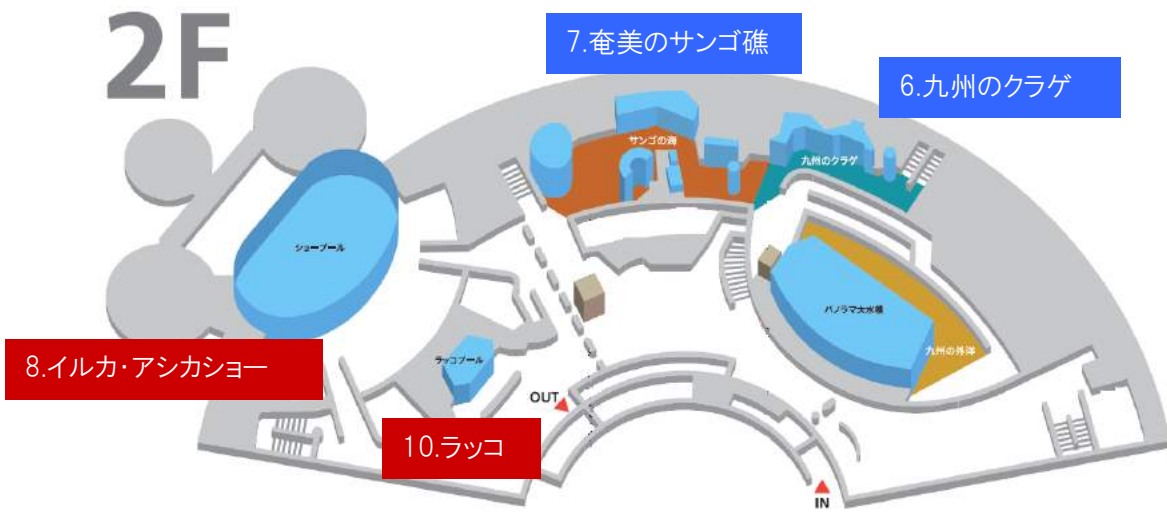 2F
7.奄美のサンゴ礁
6.九州のクラゲ
サンゴの海
九州のクラゲ
ショープール
パノラマ大水槽
九州の外洋
8.イルカ・アシカショー
ラッコプール
OUT
10.ラッコ
IN